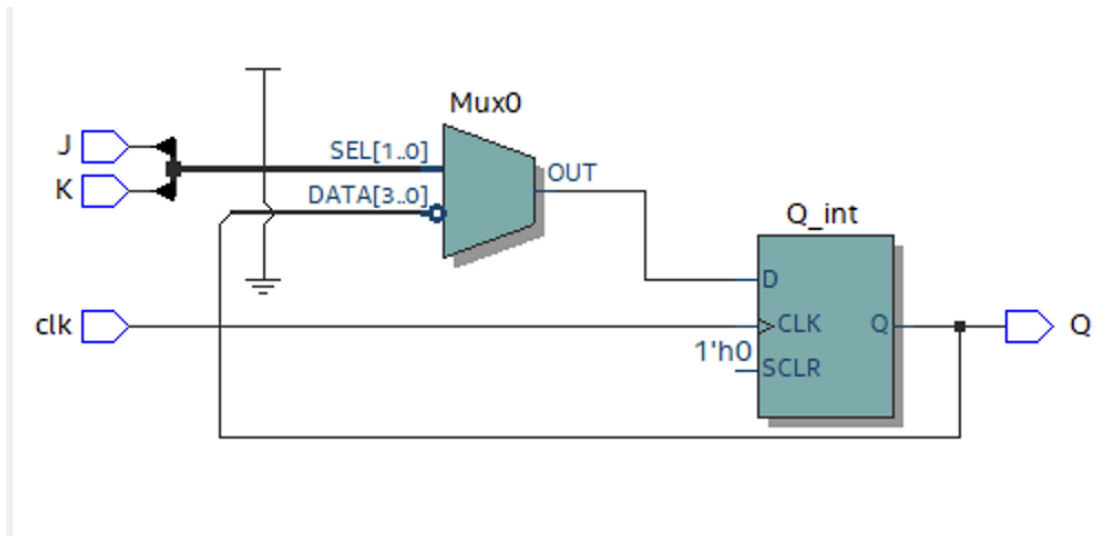 Mux0
J
SEL[1..0]
OUT
K
DATA[3..0]
Q_int
D
clk
CLK
Q
Q
1'h0
SCLR